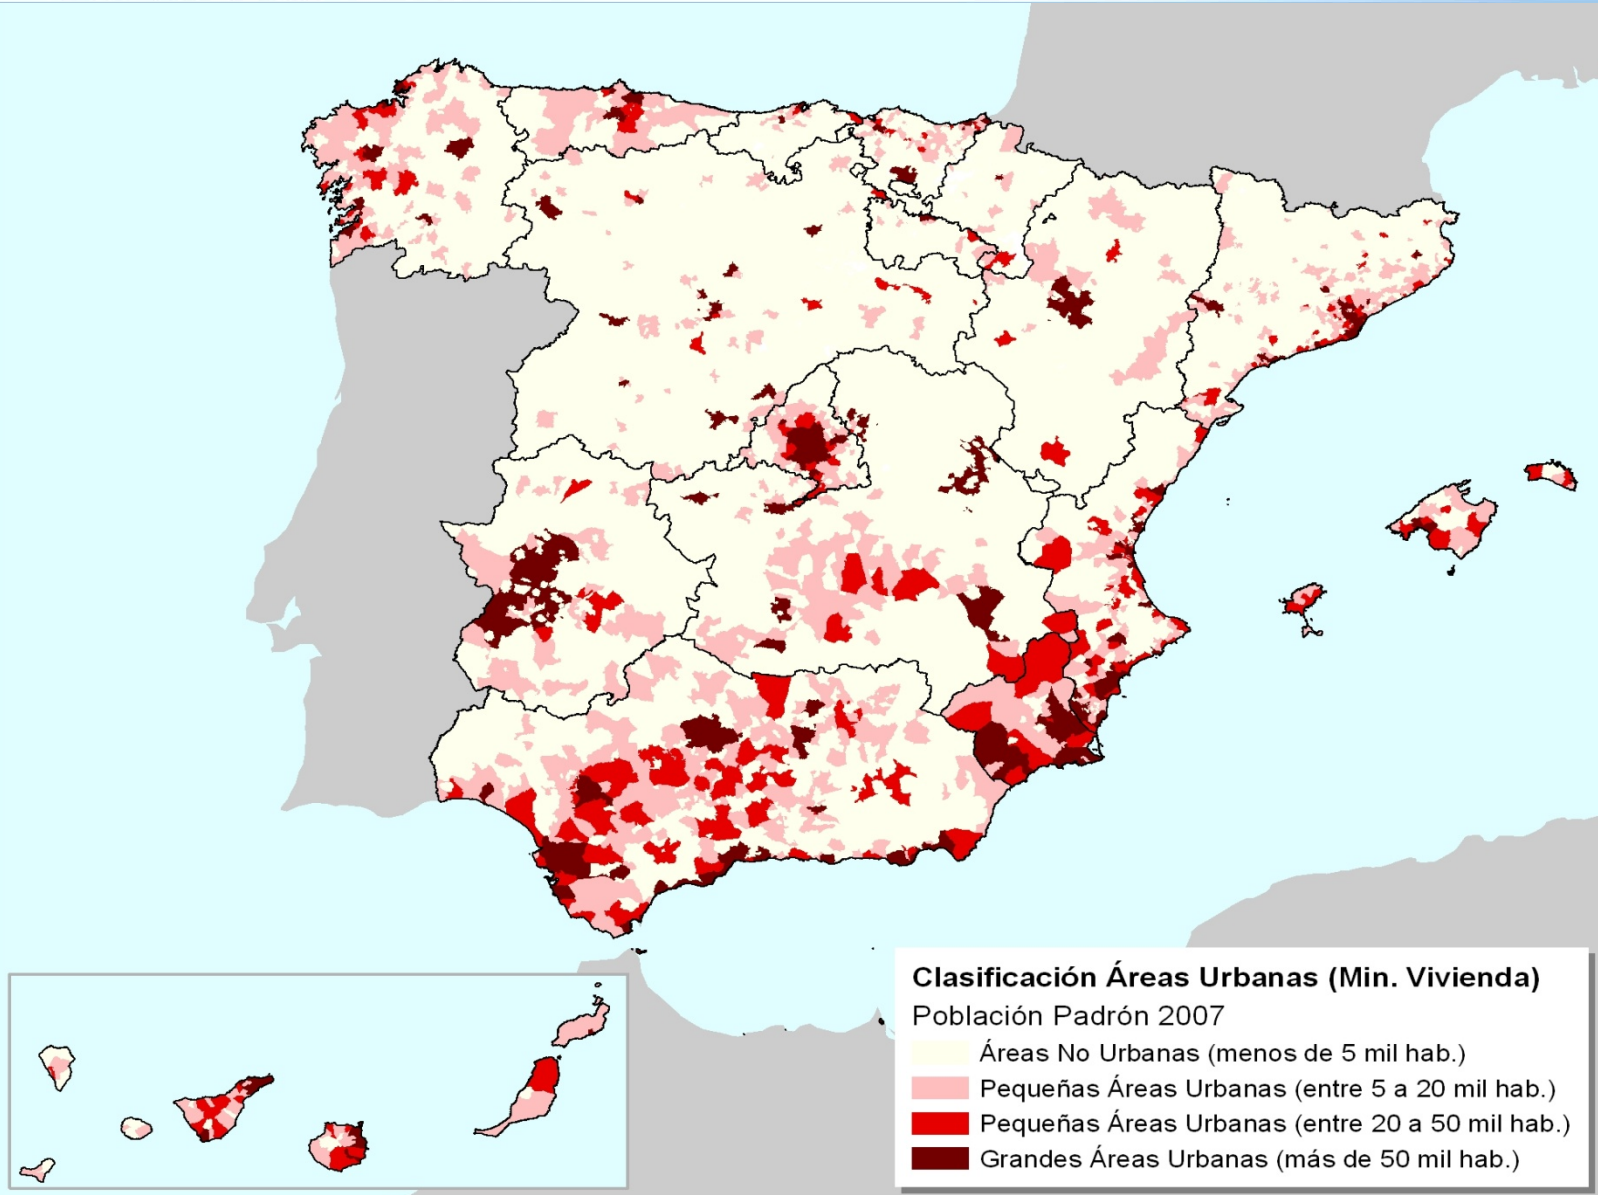 Clasificación Áreas Urbanas (Min. Vivienda)
Población Padrón 2007
Áreas No Urbanas (menos de 5 mil hab.)
Pequeñas Áreas Urbanas (entre 5 a 20 mil hab.)
Pequeñas Áreas Urbanas (entre 20 a 50 mil hab.)
Grandes Áreas Urbanas (más de 50 mil hab.)